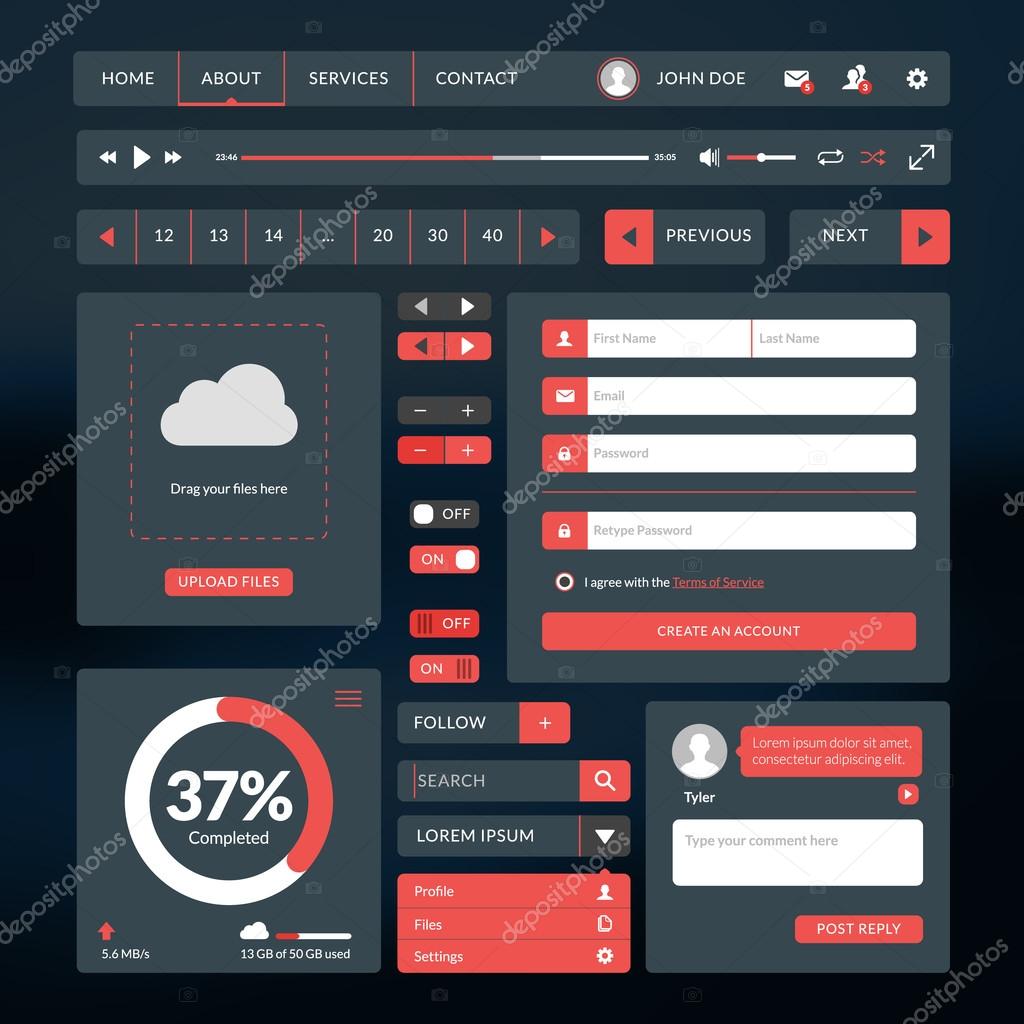 HOME ABOUT SERVICES CONTACT JOHN DOE 5 3
23:46 35:05
12 13 14 ... 20 30 40 PREVIOUS NEXT
Drag your files here
UPLOAD FILES
− +
− +
OFF
ON
OFF
ON
First Name Last Name
Email
Password
Retype Password
I agree with the Terms of Service
CREATE AN ACCOUNT
37%
Completed
5.6 MB/s 13 GB of 50 GB used
FOLLOW +
SEARCH
LOREM IPSUM
Profile
Files
Settings
Lorem ipsum dolor sit amet,
consectetur adipiscing elit.
Tyler
Type your comment here
POST REPLY
depositphotos
depositphotos
depositphotos
depositphotos
depositphotos
depositphotos
depositphotos
depositphotos
depositphotos
depositphotos
depositphotos